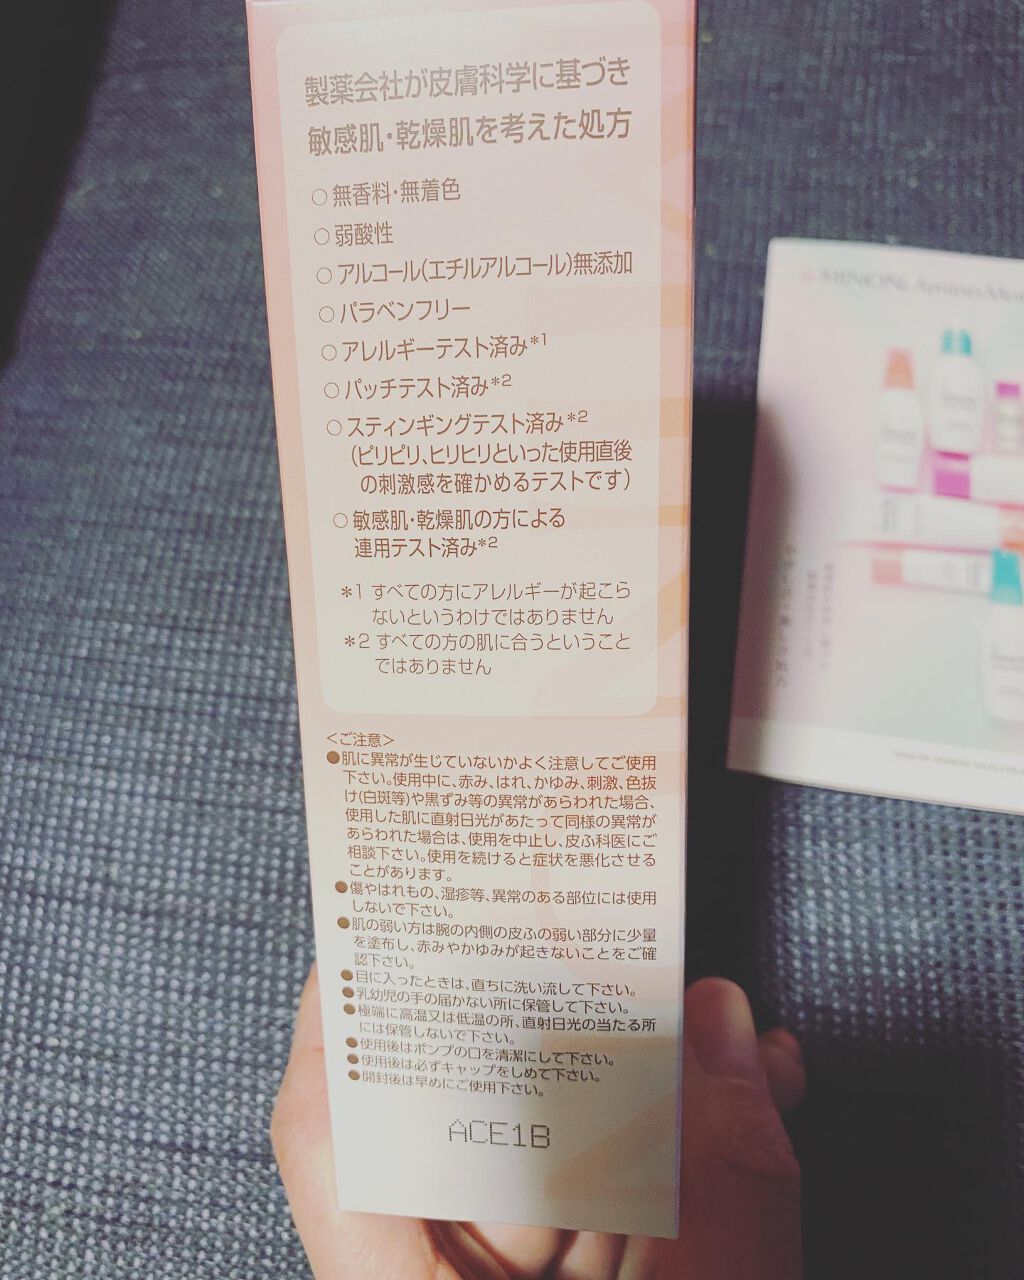 製薬会社が皮膚科学に基づき
敏感肌・乾燥肌を考えた処方
○無香料・無着色
○弱酸性
○アルコール(エチルアルコール)無添加
○パラベンフリー
○アレルギーテスト済み*1
○パッチテスト済み*2
○スティンギングテスト済み*2
(ピリピリ、ヒリヒリといった使用直後
の刺激感を確かめるテストです)
○敏感肌・乾燥肌の方による
連用テスト済み*2
*1 すべての方にアレルギーが起こら
ないというわけではありません
*2 すべての方の肌に合うということ
ではありません
<ご注意>
●肌に異常が生じていないかよく注意してご使用
下さい。使用中に、赤み、はれ、かゆみ、刺激、色抜
け(白斑等)や黒ずみ等の異常があらわれた場合、
使用した肌に直射日光があたって同様の異常が
あらわれた場合は、使用を中止し、皮ふ科医にご
相談下さい。使用を続けると症状を悪化させる
ことがあります。
●傷やはれもの、湿疹等、異常のある部位には使用
しないで下さい。
●肌の弱い方は腕の内側の皮ふの弱い部分に少量
を塗布し、赤みやかゆみが起きないことをご確
認下さい。
●目に入ったときは、直ちに洗い流して下さい。
●乳幼児の手の届かない所に保管して下さい。
●極端に高温又は低温の所、直射日光の当たる所
には保管しないで下さい。
●使用後はポンプの口を清潔にして下さい。
●使用後は必ずキャップをしめて下さい。
●開封後は早めにご使用下さい。
ACE1B
MINON Amino